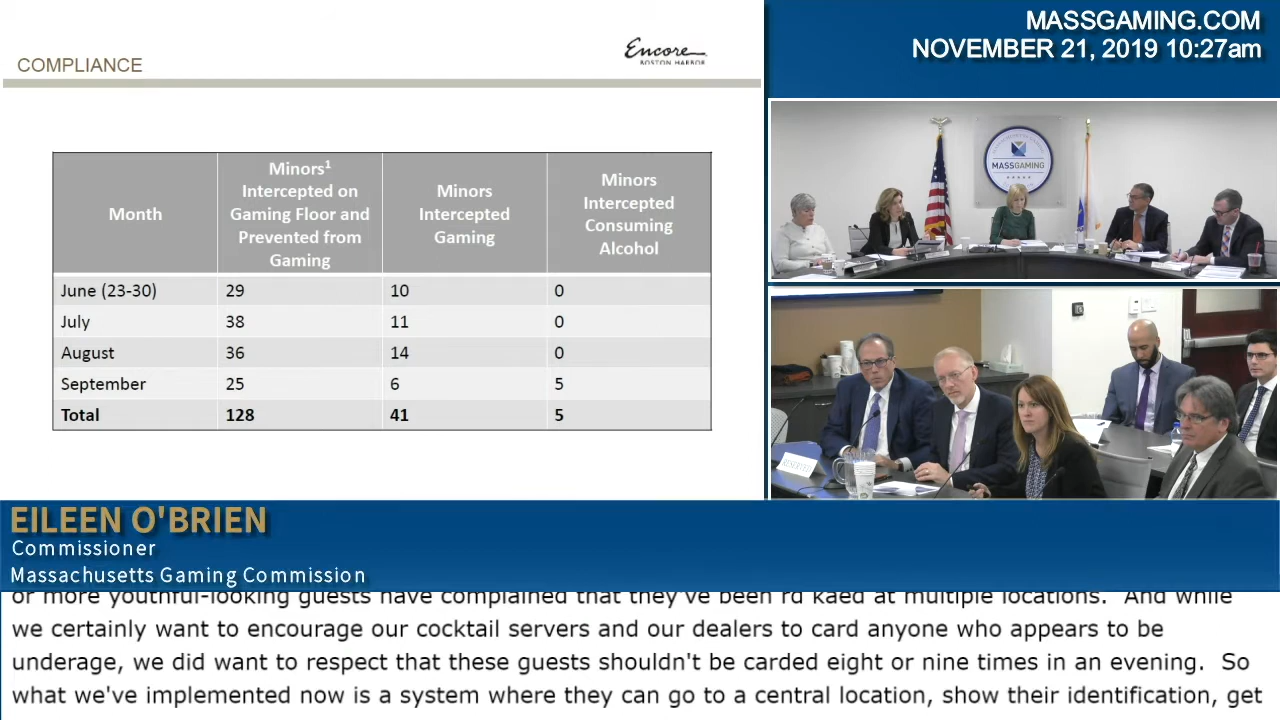 MASSGAMING.COM
NOVEMBER 21, 2019 10:27am
COMPLIANCE
Encore
BOSTON HARBOR
Month
Minors¹ Intercepted on Gaming Floor and Prevented from Gaming
Minors Intercepted Gaming
Minors Intercepted Consuming Alcohol
June (23-30) 29 10 0
July 38 11 0
August 36 14 0
September 25 6 5
Total 128 41 5
MASSGAMING
RESERVED
EILEEN O'BRIEN
Commissioner
Massachusetts Gaming Commission
or more youthful-looking guests have complained that they've been rd kaed at multiple locations. And while
we certainly want to encourage our cocktail servers and our dealers to card anyone who appears to be
underage, we did want to respect that these guests shouldn't be carded eight or nine times in an evening. So
what we've implemented now is a system where they can go to a central location, show their identification, get